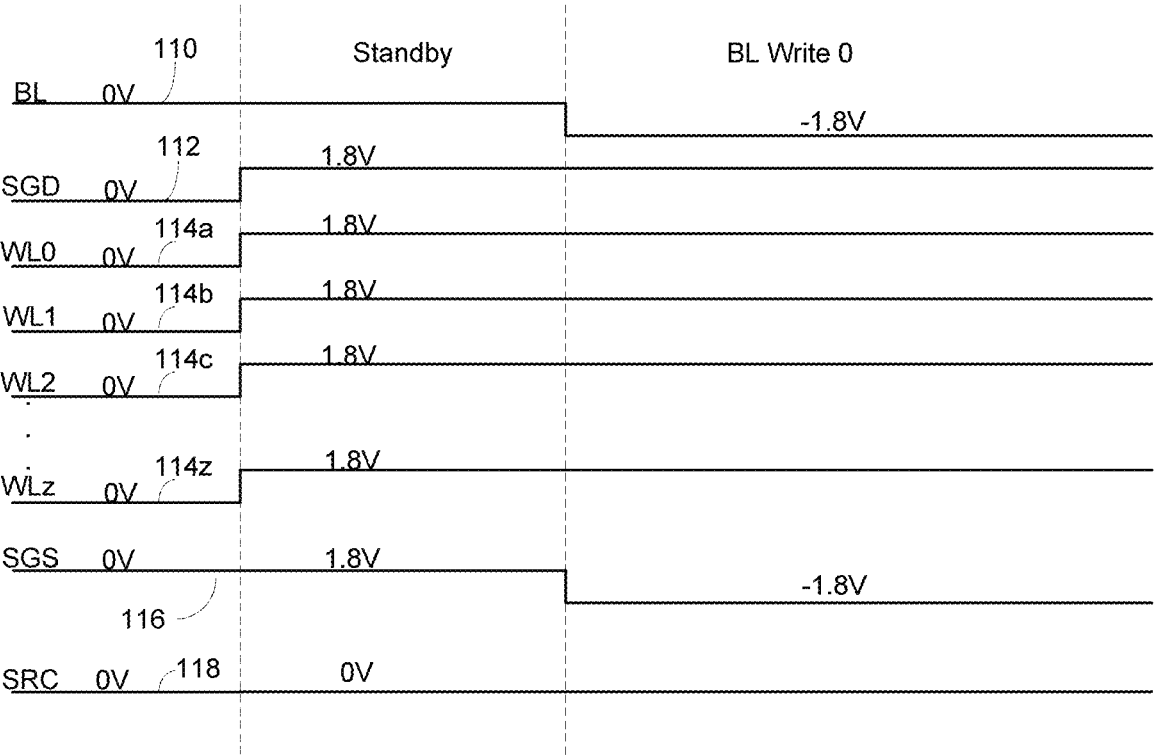 110 Standby BL Write 0
BL 0V
-1.8V
112 1.8V
SGD 0V
114a 1.8V
WL0 0V
114b 1.8V
WL1 0V
114c 1.8V
WL2 0V
.
.
.
114z 1.8V
WLz 0V
SGS 0V 1.8V
-1.8V
116
118 0V
SRC 0V